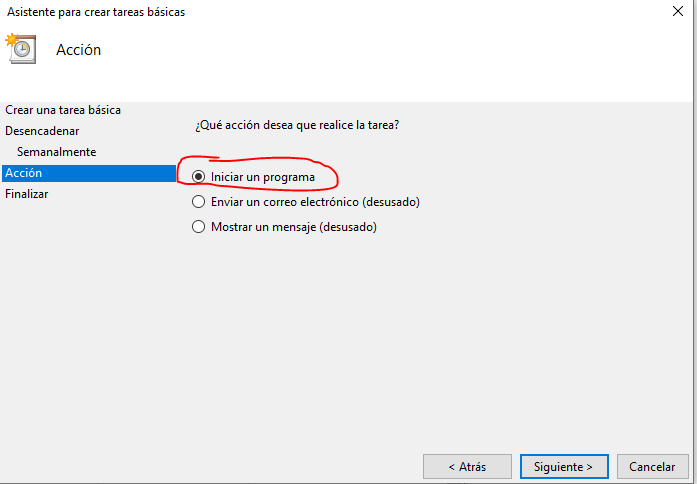 Asistente para crear tareas básicas
Acción
Crear una tarea básica
Desencadenar
Semanalmente
Acción
Finalizar
¿Qué acción desea que realice la tarea?
Iniciar un programa
Enviar un correo electrónico (desusado)
Mostrar un mensaje (desusado)
< Atrás
Siguiente >
Cancelar